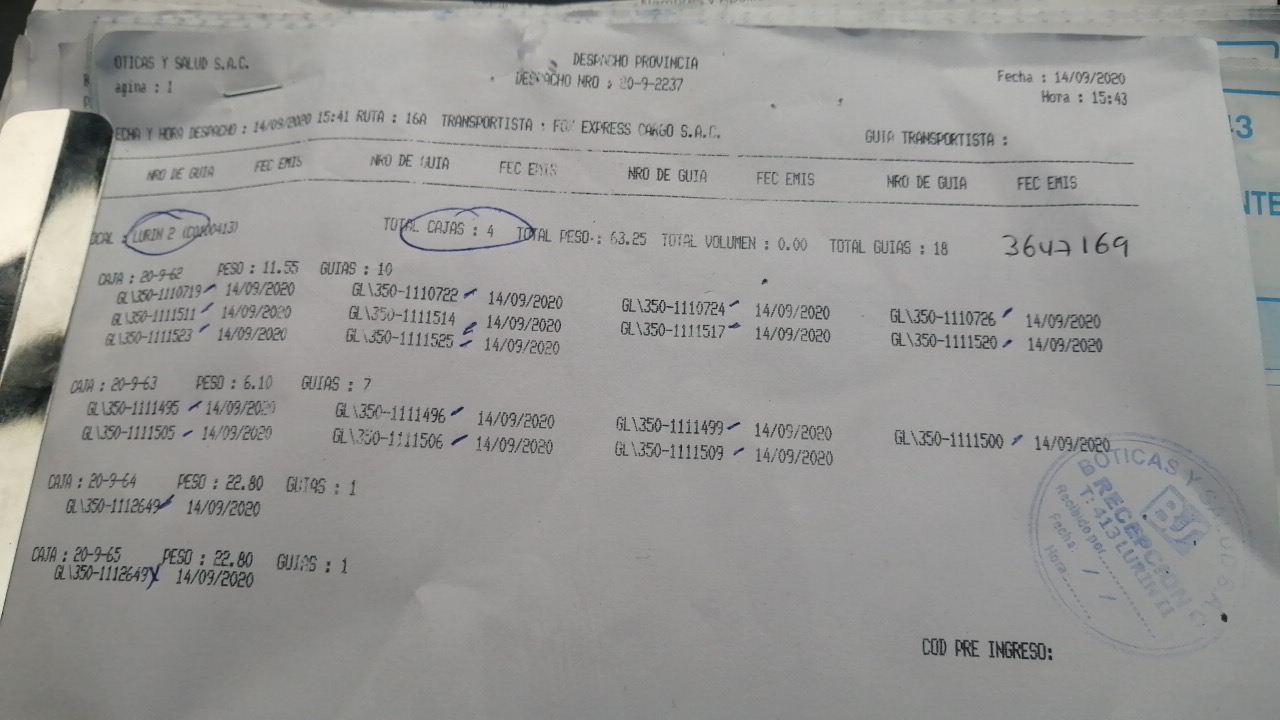 OTICAS Y SALUD S.A.C.
DESPACHO PROVINCIA
Fecha : 14/09/2020
agina : 1
DESPACHO NRO : 20-9-2237
Hora : 15:43
ECHA Y HORA DESPACHO : 14/09/2020 15:41 RUTA : 16A TRANSPORTISTA : EXPRESS CARGO S.A.C.
GUIA TRANSPORTISTA :
NRO DE GUIA FEC EMIS NRO DE GUIA FEC EMIS NRO DE GUIA FEC EMIS NRO DE GUIA FEC EMIS
OCAL : LURIN 2 TOTAL CAJAS : 4 TOTAL PESO : 63.25 TOTAL VOLUMEN : 0.00 TOTAL GUIAS : 18 3647169
CAJA : 20-9-62 PESO : 11.55 GUIAS : 10
GL\350-1110719 14/09/2020 GL\350-1110722 14/09/2020 GL\350-1110724 14/09/2020 GL\350-1110726 14/09/2020
GL\350-1111511 14/09/2020 GL\350-1111514 14/09/2020 GL\350-1111517 14/09/2020 GL\350-1111520 14/09/2020
GL\350-1111523 14/09/2020 GL\350-1111525 14/09/2020
CAJA : 20-9-63 PESO : 6.10 GUIAS : 7
GL\350-1111495 14/09/2020 GL\350-1111496 14/09/2020 GL\350-1111499 14/09/2020 GL\350-1111500 14/09/2020
GL\350-1111505 14/09/2020 GL\350-1111506 14/09/2020 GL\350-1111509 14/09/2020
CAJA : 20-9-64 PESO : 22.80 GUIAS : 1
GL\350-1112649 14/09/2020
CAJA : 20-9-65 PESO : 22.80 GUIAS : 1
GL\350-1112649 14/09/2020
BOTICAS Y SALUD
BS
RECEPCION
T: 413 LURIN II
Recibido por
Fecha: / /
Hora
COD PRE INGRESO:
43
NTE